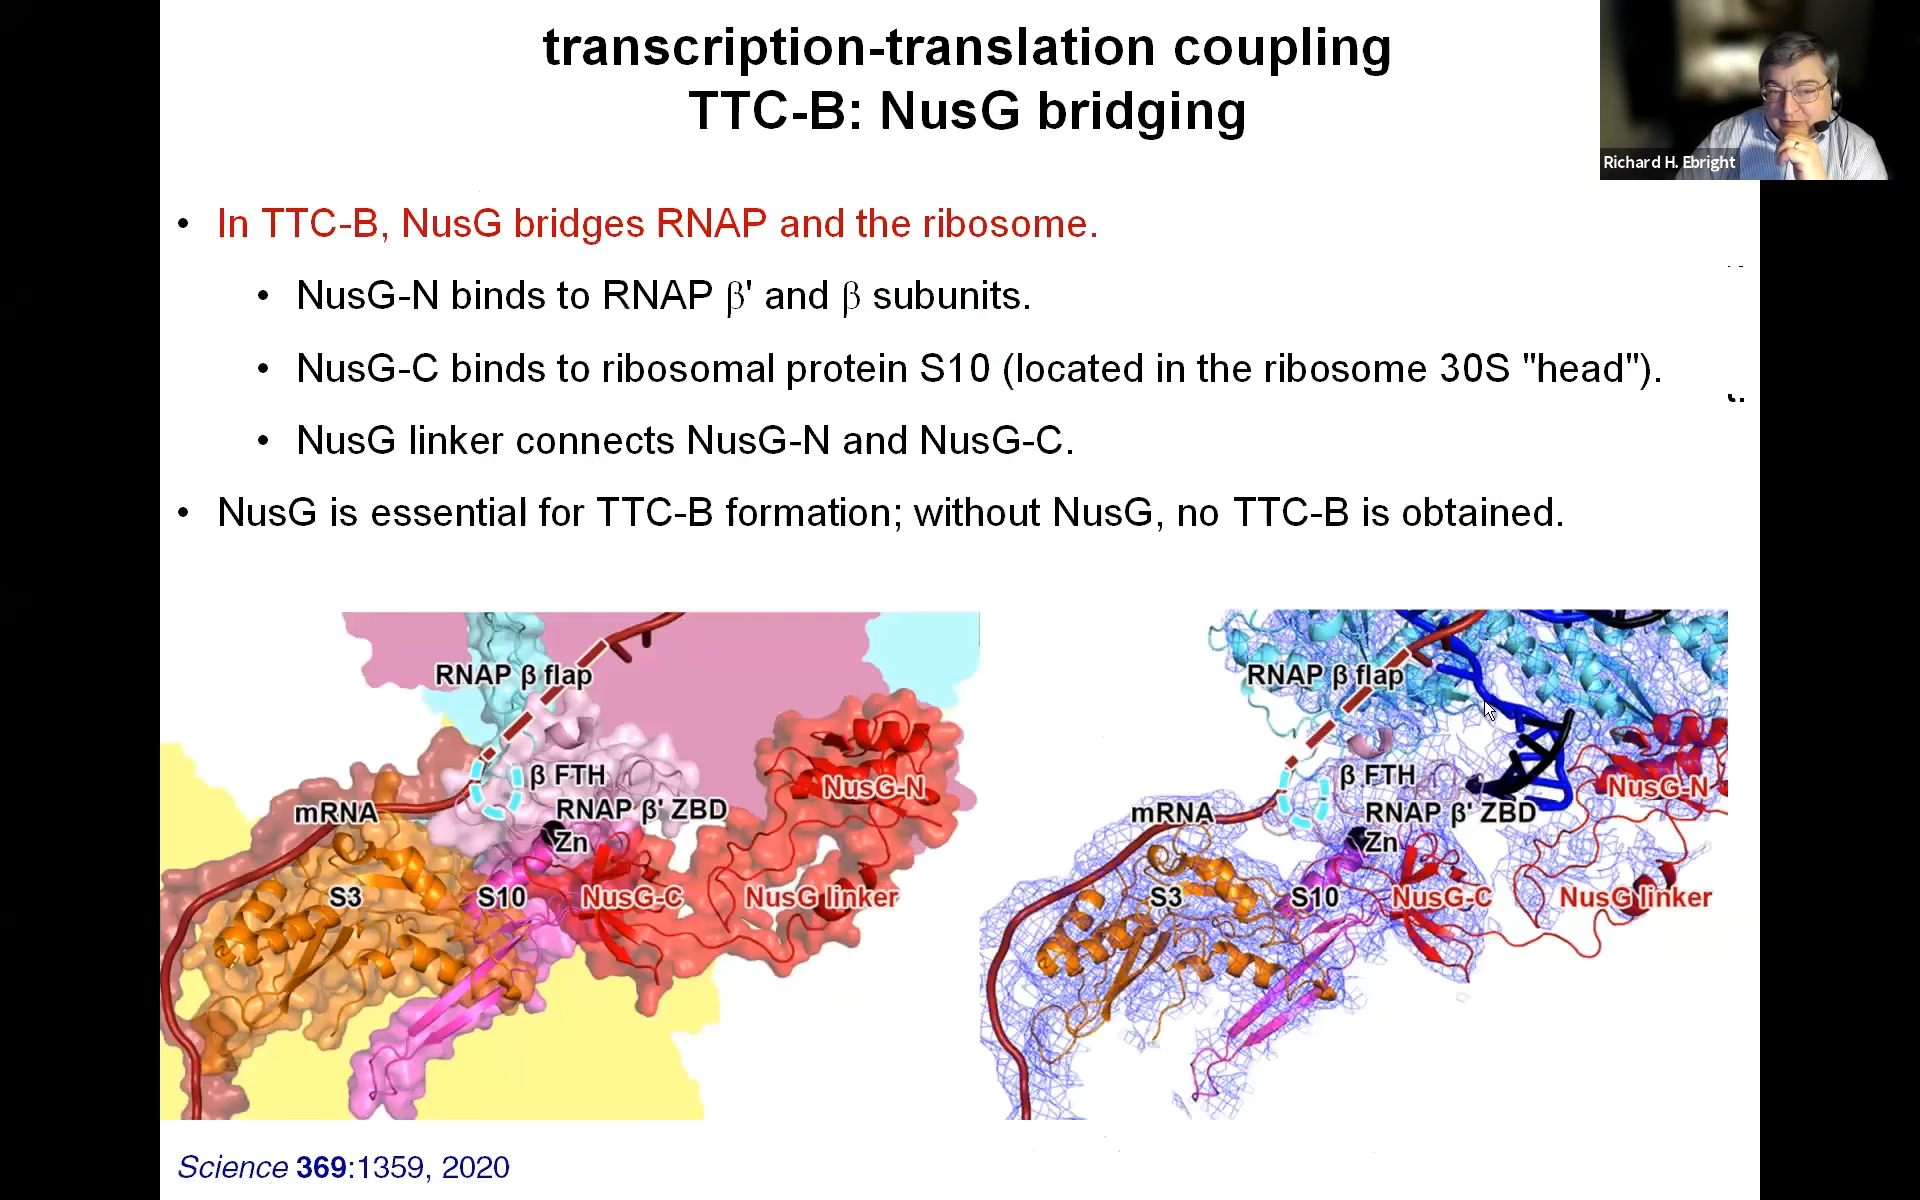 transcription-translation coupling
TTC-B: NusG bridging
Richard H. Ebright
• In TTC-B, NusG bridges RNAP and the ribosome.
• NusG-N binds to RNAP β' and β subunits.
• NusG-C binds to ribosomal protein S10 (located in the ribosome 30S "head").
• NusG linker connects NusG-N and NusG-C.
• NusG is essential for TTC-B formation; without NusG, no TTC-B is obtained.
RNAP β flap
β FTH
NusG-N
mRNA
RNAP β' ZBD
Zn
S3
S10
NusG-C
NusG linker
RNAP β flap
β FTH
NusG-N
mRNA
RNAP β' ZBD
Zn
S3
S10
NusG-C
NusG linker
Science 369:1359, 2020